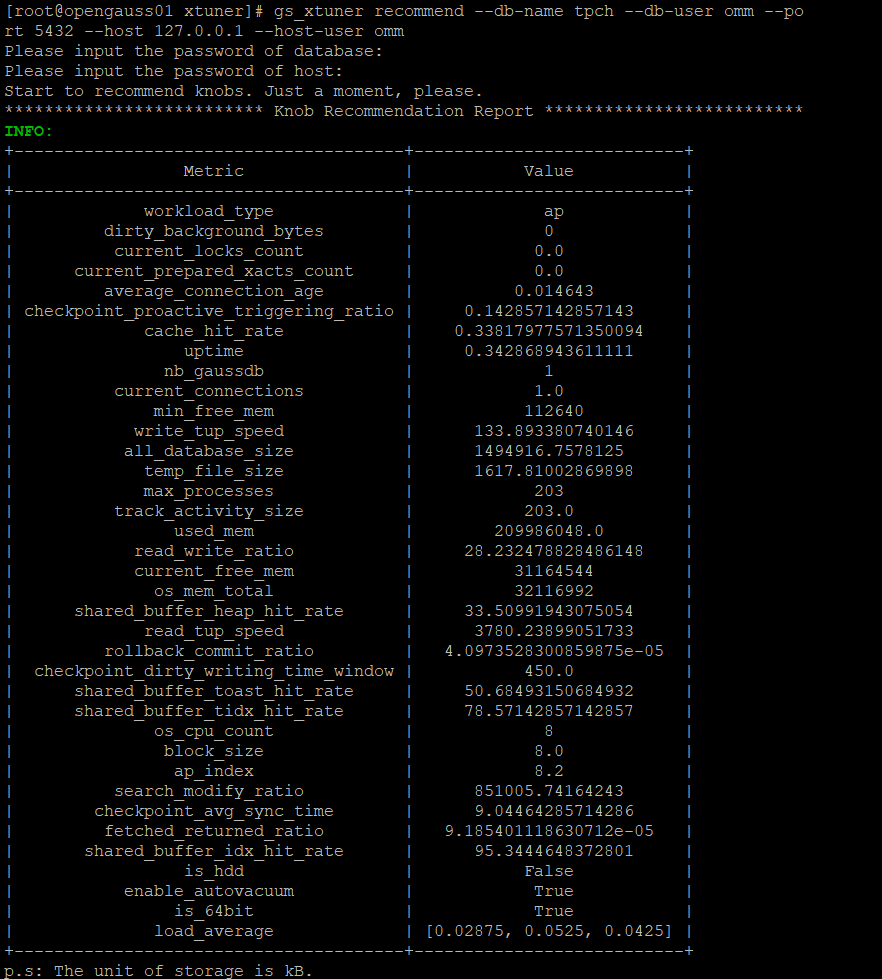 [root@opengauss01 xtuner]# gs_xtuner recommend --db-name tpch --db-user omm --po
rt 5432 --host 127.0.0.1 --host-user omm
Please input the password of database:
Please input the password of host:
Start to recommend knobs. Just a moment, please.
************************** Knob Recommendation Report **************************
INFO:
+---------------------------------------+---------------------------+
| Metric | Value |
+---------------------------------------+---------------------------+
| workload_type | ap |
| dirty_background_bytes | 0 |
| current_locks_count | 0.0 |
| current_prepared_xacts_count | 0.0 |
| average_connection_age | 0.014643 |
| checkpoint_proactive_triggering_ratio | 0.142857142857143 |
| cache_hit_rate | 0.33817977571350094 |
| uptime | 0.342868943611111 |
| nb_gaussdb | 1 |
| current_connections | 1.0 |
| min_free_mem | 112640 |
| write_tup_speed | 133.893380740146 |
| all_database_size | 1494916.7578125 |
| temp_file_size | 1617.81002869898 |
| max_processes | 203 |
| track_activity_size | 203.0 |
| used_mem | 209986048.0 |
| read_write_ratio | 28.232478828486148 |
| current_free_mem | 31164544 |
| os_mem_total | 32116992 |
| shared_buffer_heap_hit_rate | 33.50991943075054 |
| read_tup_speed | 3780.23899051733 |
| rollback_commit_ratio | 4.0973528300859875e-05 |
| checkpoint_dirty_writing_time_window | 450.0 |
| shared_buffer_toast_hit_rate | 50.68493150684932 |
| shared_buffer_tidx_hit_rate | 78.57142857142857 |
| os_cpu_count | 8 |
| block_size | 8.0 |
| ap_index | 8.2 |
| search_modify_ratio | 851005.74164243 |
| checkpoint_avg_sync_time | 9.04464285714286 |
| fetched_returned_ratio | 9.185401118630712e-05 |
| shared_buffer_idx_hit_rate | 95.3444648372801 |
| is_hdd | False |
| enable_autovacuum | True |
| is_64bit | True |
| load_average | [0.02875, 0.0525, 0.0425] |
+---------------------------------------+---------------------------+
p.s: The unit of storage is kB.